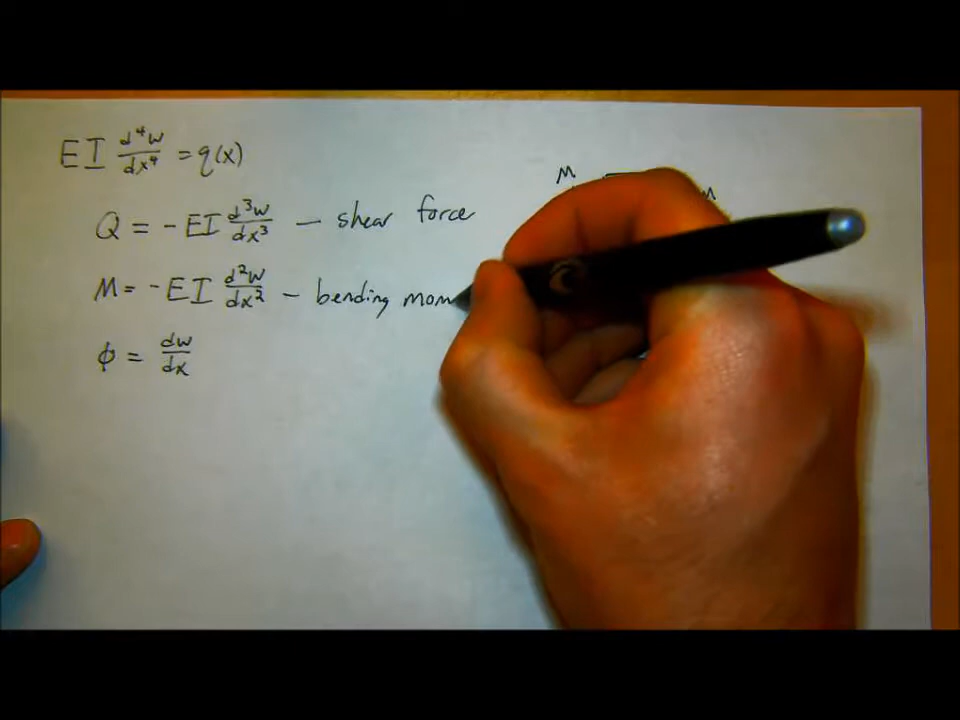 EI d⁴w/dx⁴ = q(x)
M
M
Q = -EI d³w/dx³ — shear force
M = -EI d²w/dx² — bending mom
ϕ = dw/dx